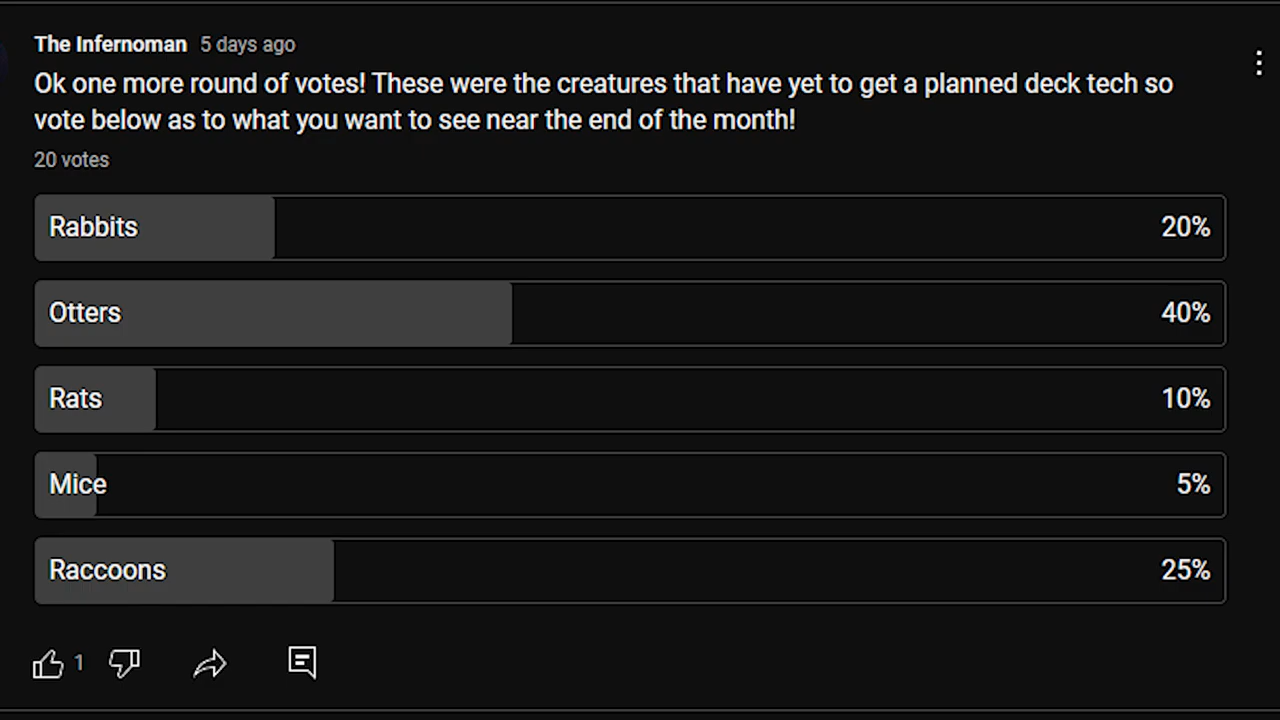 The Infernoman 5 days ago
Ok one more round of votes! These were the creatures that have yet to get a planned deck tech so
vote below as to what you want to see near the end of the month!
20 votes
Rabbits 20%
Otters 40%
Rats 10%
Mice 5%
Raccoons 25%
1